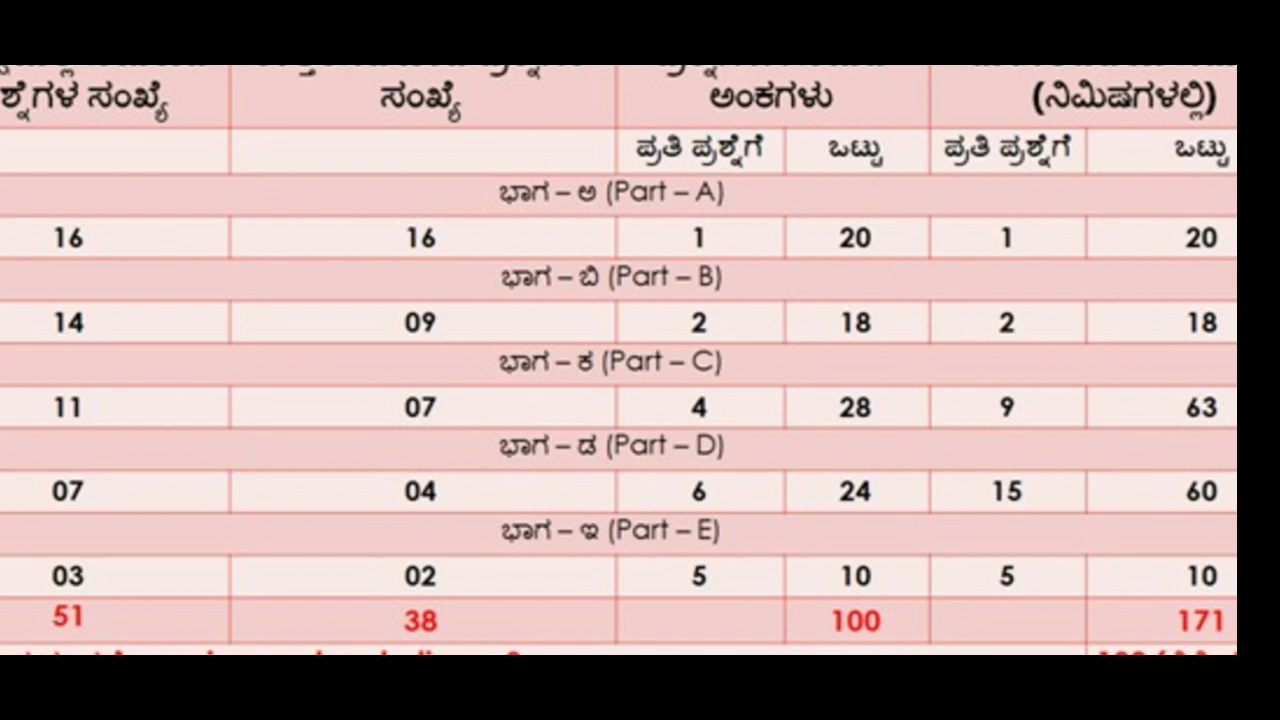 ಶ್ನೆಗಳ ಸಂಖ್ಯೆ ಸಂಖ್ಯೆ ಅಂಕಗಳು (ನಿಮಿಷಗಳಲ್ಲಿ)
ಪ್ರತಿ ಪ್ರಶ್ನೆಗೆ ಒಟ್ಟು ಪ್ರತಿ ಪ್ರಶ್ನೆಗೆ ಒಟ್ಟು
ಭಾಗ – ಅ (Part – A)
16 16 1 20 1 20
ಭಾಗ – ಬಿ (Part – B)
14 09 2 18 2 18
ಭಾಗ – ಕ (Part – C)
11 07 4 28 9 63
ಭಾಗ – ಡ (Part – D)
07 04 6 24 15 60
ಭಾಗ – ಇ (Part – E)
03 02 5 10 5 10
51 38 100 171